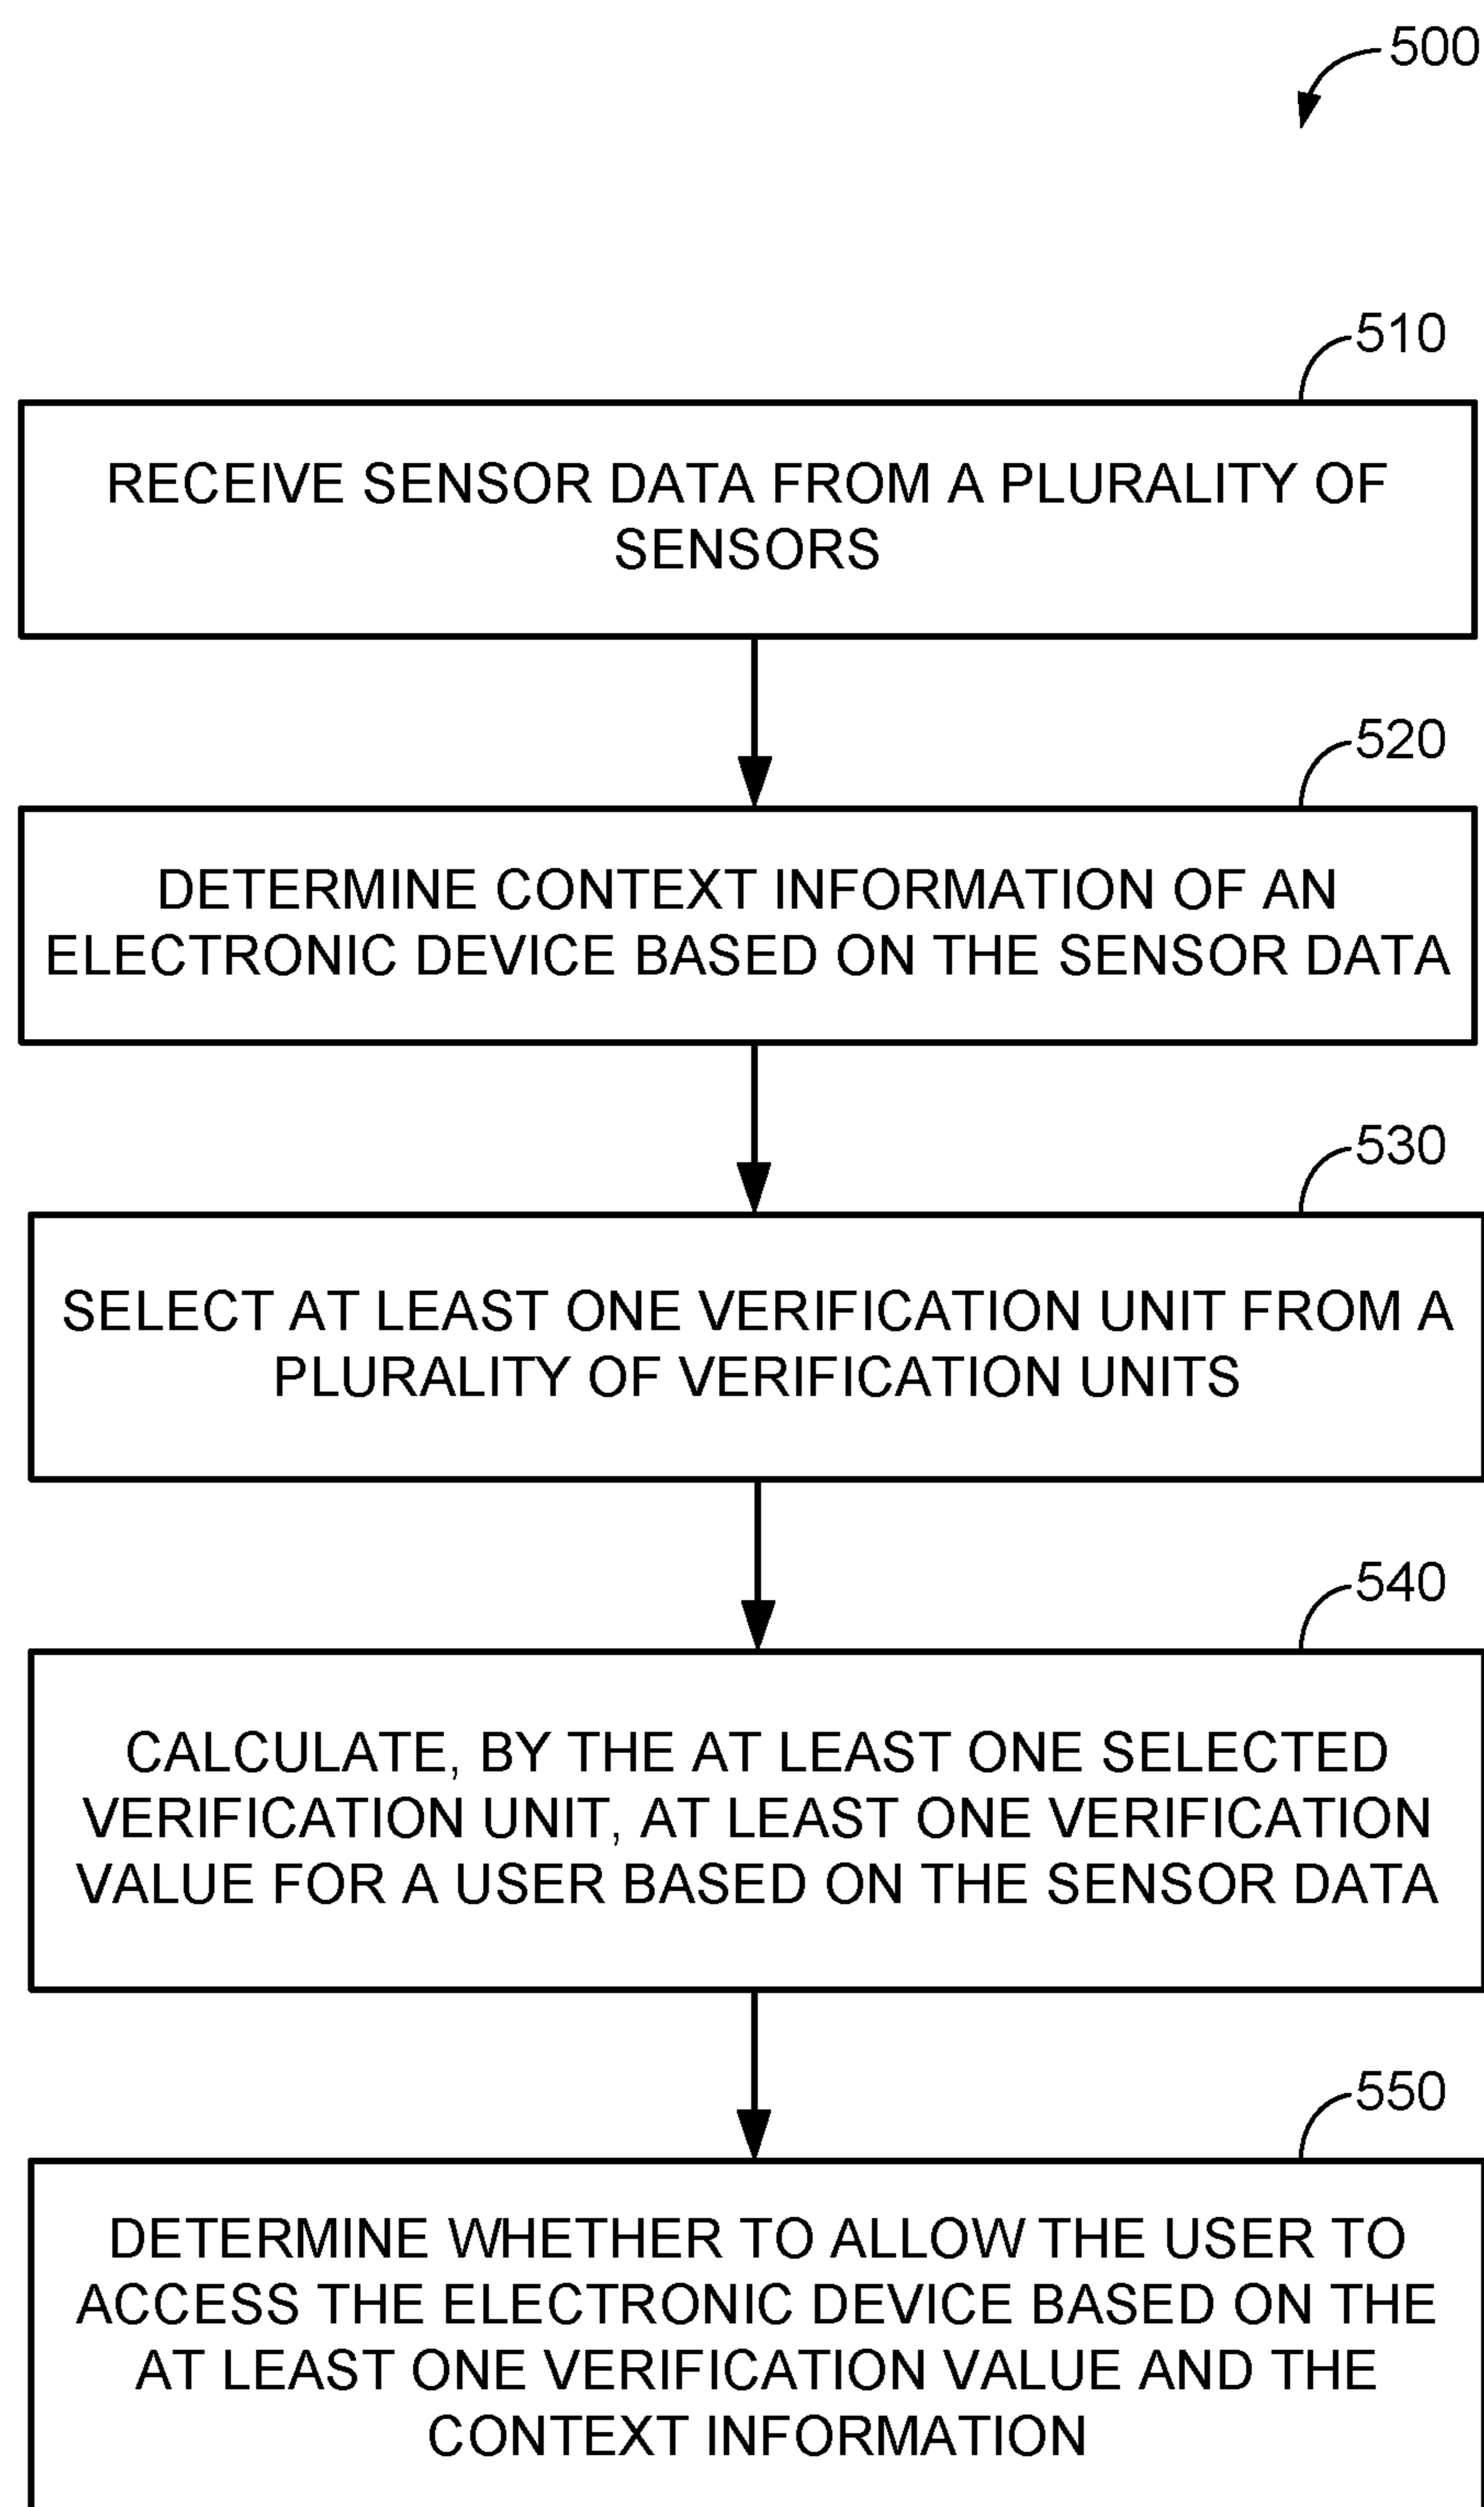 500
510
RECEIVE SENSOR DATA FROM A PLURALITY OF
SENSORS
520
DETERMINE CONTEXT INFORMATION OF AN
ELECTRONIC DEVICE BASED ON THE SENSOR DATA
530
SELECT AT LEAST ONE VERIFICATION UNIT FROM A
PLURALITY OF VERIFICATION UNITS
540
CALCULATE, BY THE AT LEAST ONE SELECTED
VERIFICATION UNIT, AT LEAST ONE VERIFICATION
VALUE FOR A USER BASED ON THE SENSOR DATA
550
DETERMINE WHETHER TO ALLOW THE USER TO
ACCESS THE ELECTRONIC DEVICE BASED ON THE
AT LEAST ONE VERIFICATION VALUE AND THE
CONTEXT INFORMATION